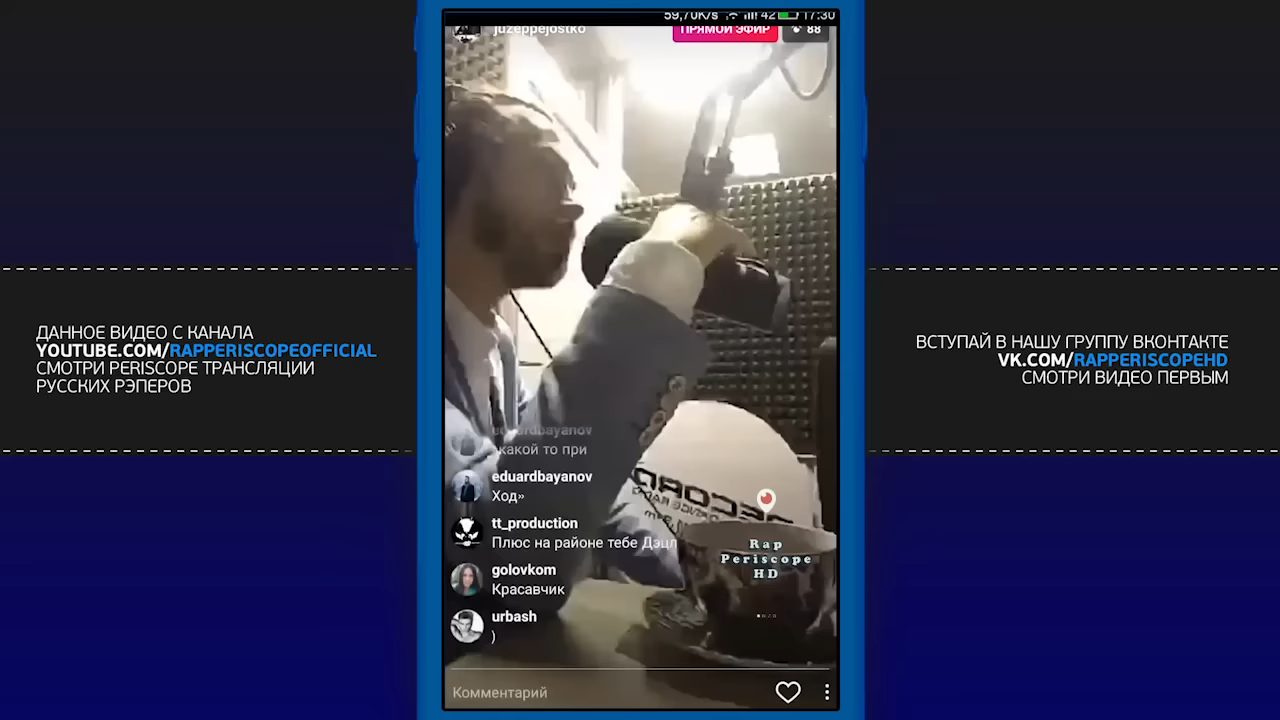 59,70K/s 42 17:30
juzeppejostko ПРЯМОЙ ЭФИР 88
ДАННОЕ ВИДЕО С КАНАЛА
YOUTUBE.COM/RAPPERISCOPEOFFICIAL
СМОТРИ PERISCOPE ТРАНСЛЯЦИИ
РУССКИХ РЭПЕРОВ
ВСТУПАЙ В НАШУ ГРУППУ ВКОНТАКТЕ
VK.COM/RAPPERISCOPEHD
СМОТРИ ВИДЕО ПЕРВЫМ
eduardbayanov
какой то при
eduardbayanov
Ход»
tt_production
Плюс на районе тебе Дэцл
golovkom
Красавчик
urbash
)
RECORD
Rap
Periscope
HD
Комментарий